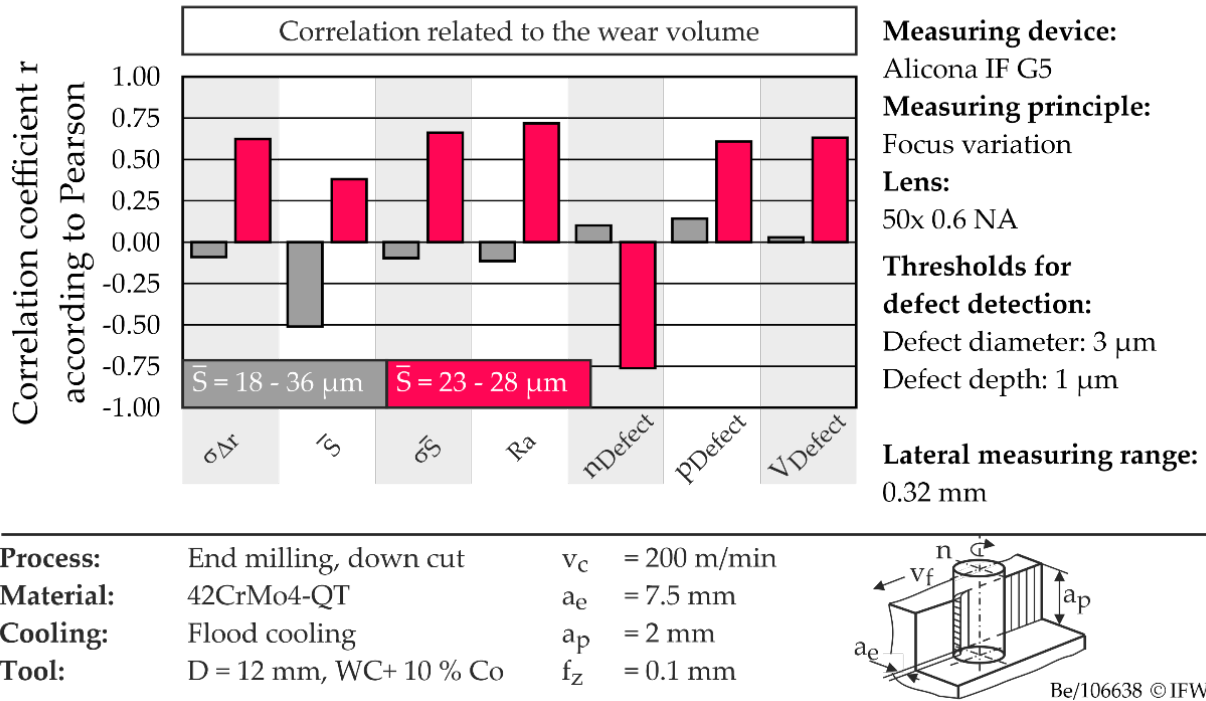 Correlation related to the wear volume
Correlation coefficient r
according to Pearson
1.00
0.75
0.50
0.25
0.00
-0.25
-0.50
-0.75
-1.00
S̅ = 18 - 36 µm
S̅ = 23 - 28 µm
σΔr
S̅
σS̅
Ra
nDefect
pDefect
VDefect
Measuring device:
Alicona IF G5
Measuring principle:
Focus variation
Lens:
50x 0.6 NA
Thresholds for
defect detection:
Defect diameter: 3 µm
Defect depth: 1 µm
Lateral measuring range:
0.32 mm
Process: End milling, down cut vc = 200 m/min
Material: 42CrMo4-QT ae = 7.5 mm
Cooling: Flood cooling ap = 2 mm
Tool: D = 12 mm, WC+ 10 % Co fz = 0.1 mm
n
vf
ap
ae
Be/106638 © IFW